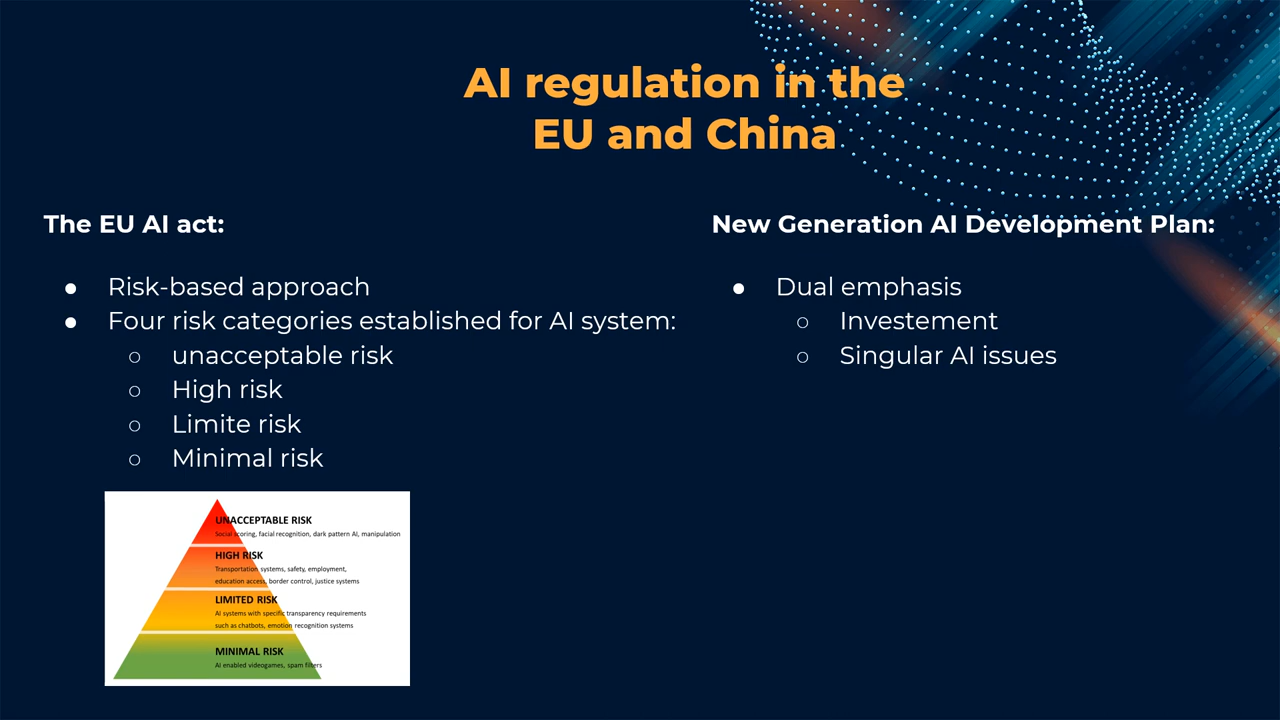 AI regulation in the
EU and China
The EU AI act:
● Risk-based approach
● Four risk categories established for AI system:
○ unacceptable risk
○ High risk
○ Limite risk
○ Minimal risk
UNACCEPTABLE RISK
Social scoring, facial recognition, dark pattern AI, manipulation
HIGH RISK
Transportation systems, safety, employment,
education access, border control, justice systems
LIMITED RISK
AI systems with specific transparency requirements
such as chatbots, emotion recognition systems
MINIMAL RISK
AI enabled videogames, spam filters
New Generation AI Development Plan:
● Dual emphasis
○ Investement
○ Singular AI issues